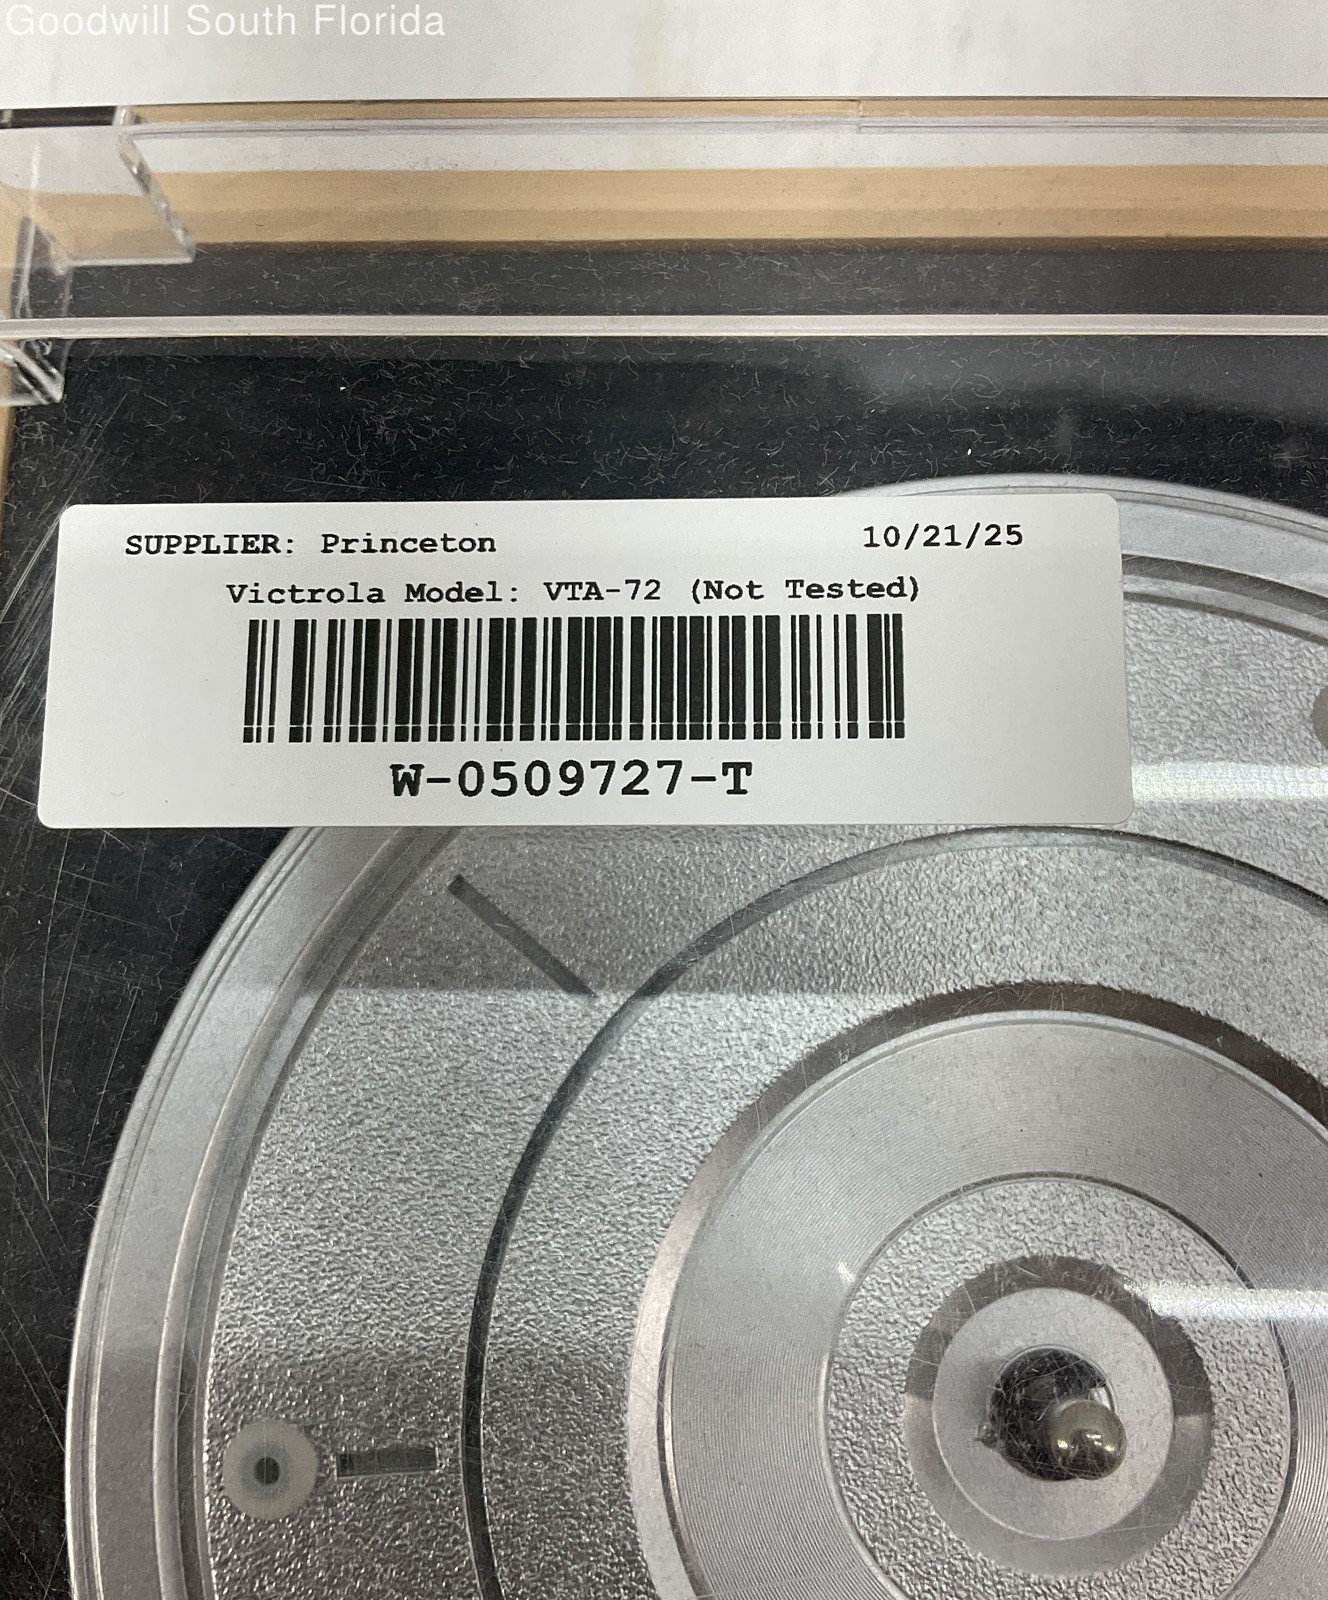 Goodwill South Florida
SUPPLIER: Princeton 10/21/25
Victrola Model: VTA-72 (Not Tested)
W-0509727-T